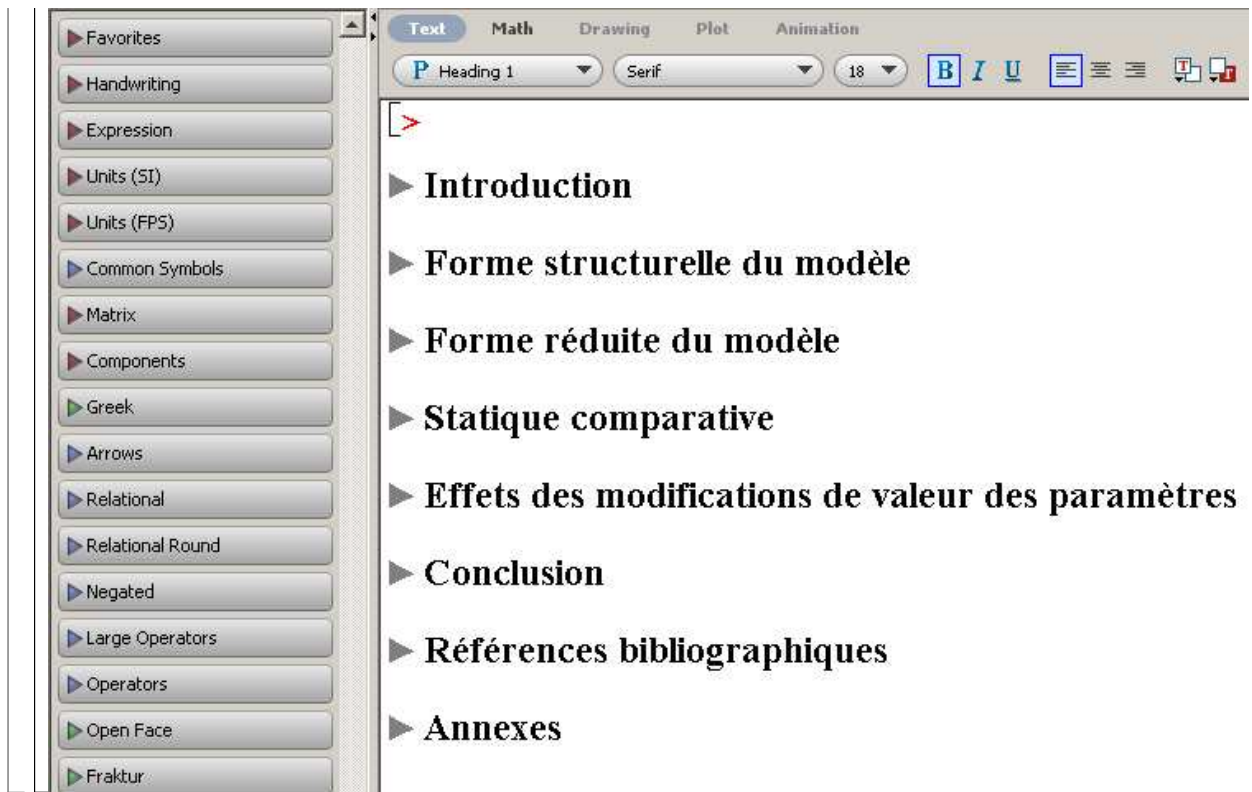 Favorites
Handwriting
Expression
Units (SI)
Units (FPS)
Common Symbols
Matrix
Components
Greek
Arrows
Relational
Relational Round
Negated
Large Operators
Operators
Open Face
Fraktur
Text Math Drawing Plot Animation
P Heading 1 Serif 18 B I U
[>
Introduction
Forme structurelle du modèle
Forme réduite du modèle
Statique comparative
Effets des modifications de valeur des paramètres
Conclusion
Références bibliographiques
Annexes